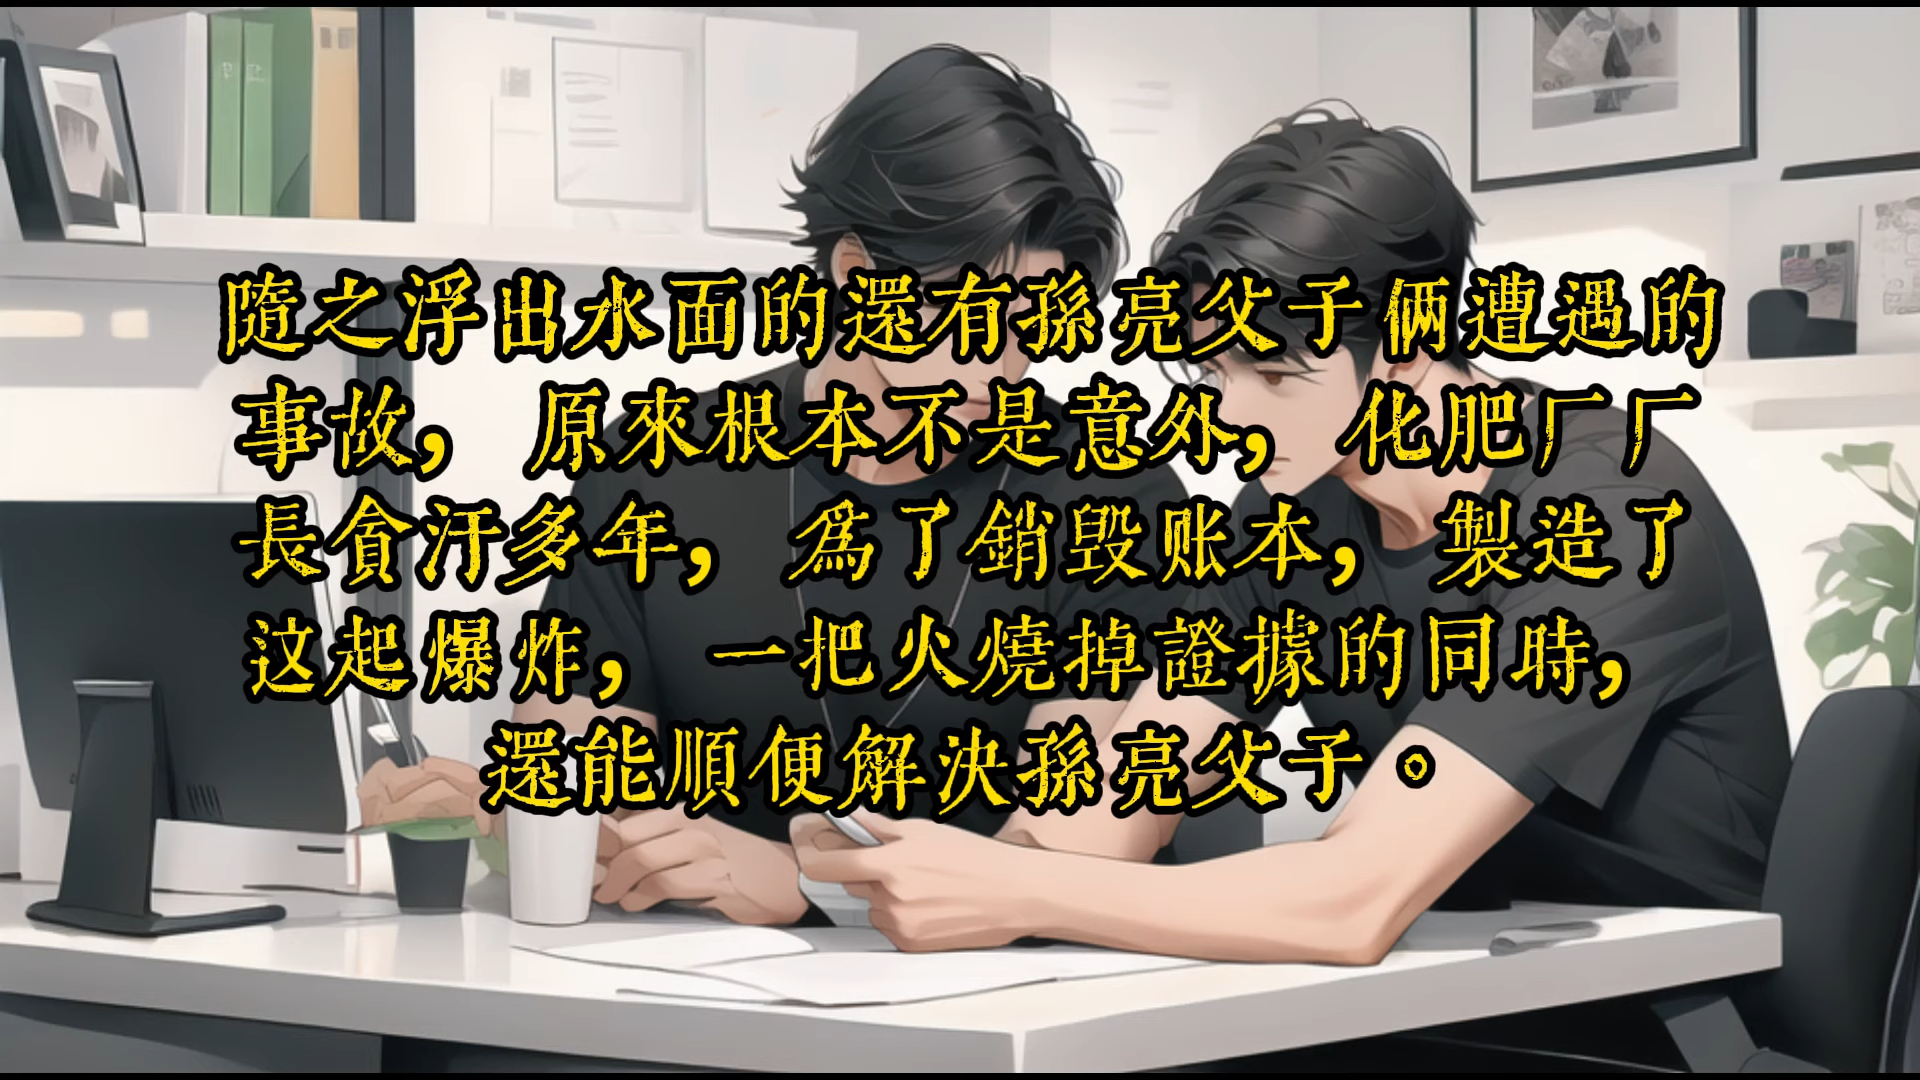 隨之浮出水面的還有孫亮父子俩遭遇的
事故，原來根本不是意外，化肥厂厂
長貪汙多年，爲了銷毀账本，製造了
这起爆炸，一把火燒掉證據的同時，
還能順便解決孫亮父子。